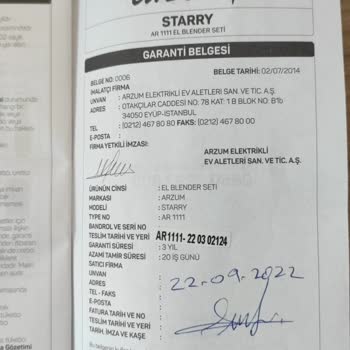 STARRY
AR 1111 EL BLENDER SETİ
GARANTİ BELGESİ
BELGE NO: 0006
BELGE TARİHİ: 02/07/2014
İHALATÇI FİRMA
UNVAN : ARZUM ELEKTRİKLİ EV ALETLERİ SAN. VE TİC. A.Ş.
ADRES : OTAKÇILAR CADDESİ NO: 78 KAT: 1 B BLOK NO: B1b
34050 EYÜP-İSTANBUL
TEL : (0212) 467 80 80 FAKS: (0212) 467 80 00
E-POSTA :
FİRMA YETKİLİ İMZASI:
ARZUM ELEKTRİKLİ
EV ALETLERİ SAN. VE TİC. A.Ş.
ÜRÜNÜN CİNSİ : EL BLENDER SETİ
MARKASI : ARZUM
MODELİ : STARRY
TYPE NO : AR 1111
BANDROL VE SERİ NO
TESLİM TARİHİ VE YERİ AR1111- 22 03 02124
GARANTİ SÜRESİ : 3 YIL
AZAMİ TAMİR SÜRESİ : 20 İŞ GÜNÜ
SATICI FİRMA
UNVAN : 22.09.2022
ADRES :
TEL - FAKS :
E-POSTA :
FATURA TARİH VE NO :
TESLİM TARİHİ VE YERİ :
TARİH, İMZA VE KAŞE :